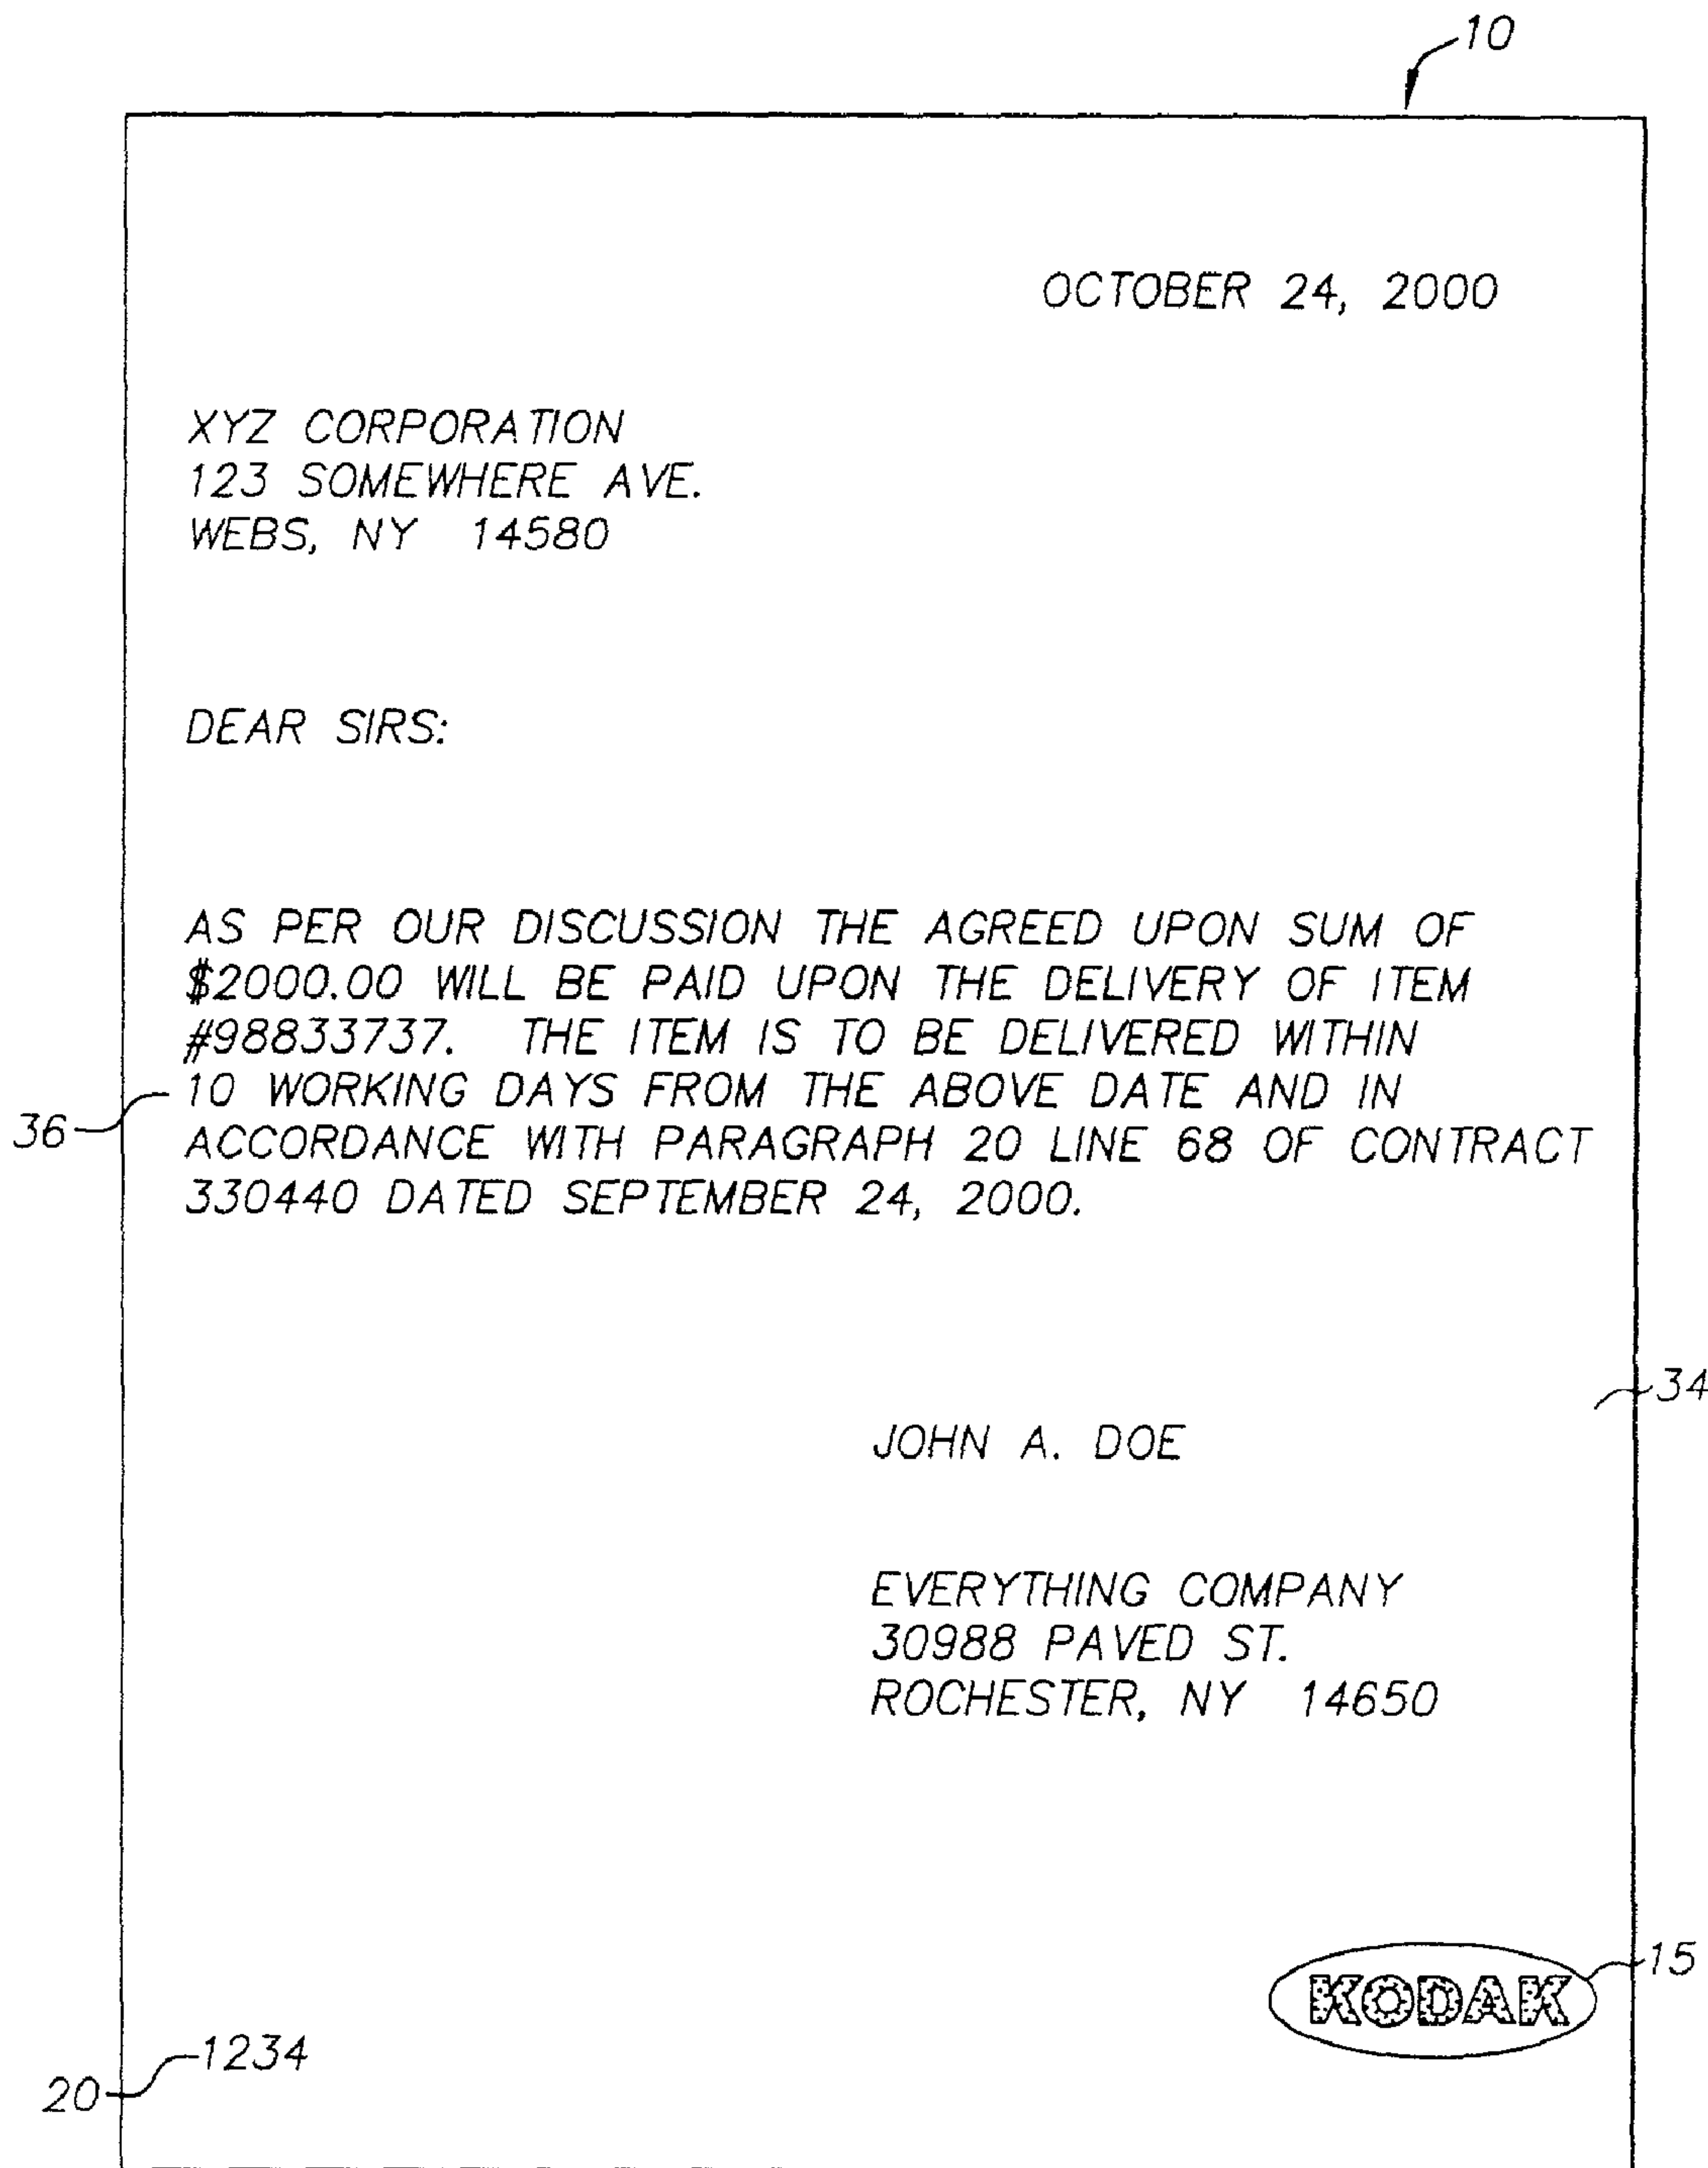 10
OCTOBER 24, 2000
XYZ CORPORATION
123 SOMEWHERE AVE.
WEBS, NY 14580
DEAR SIRS:
AS PER OUR DISCUSSION THE AGREED UPON SUM OF
$2000.00 WILL BE PAID UPON THE DELIVERY OF ITEM
#98833737. THE ITEM IS TO BE DELIVERED WITHIN
10 WORKING DAYS FROM THE ABOVE DATE AND IN
36
ACCORDANCE WITH PARAGRAPH 20 LINE 68 OF CONTRACT
330440 DATED SEPTEMBER 24, 2000.
34
JOHN A. DOE
EVERYTHING COMPANY
30988 PAVED ST.
ROCHESTER, NY 14650
15
KODAK
1234
20